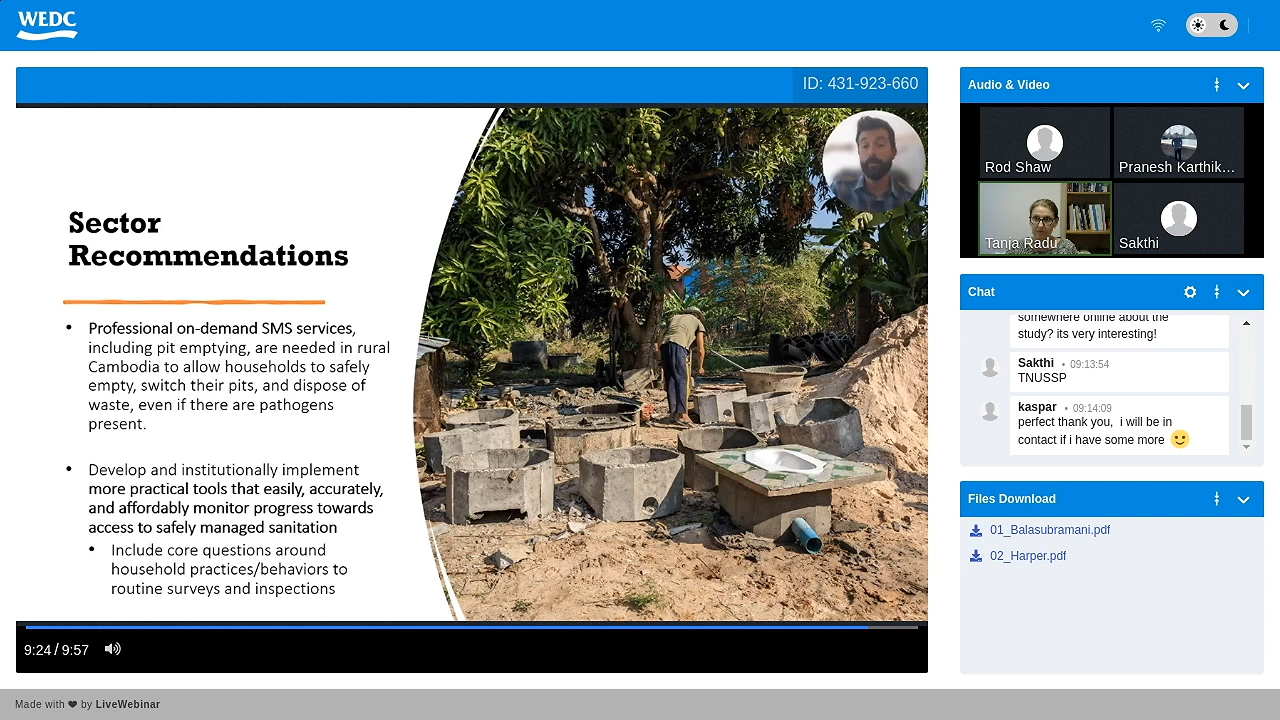 WEDC
ID: 431-923-660
Sector
Recommendations
• Professional on-demand SMS services,
including pit emptying, are needed in rural
Cambodia to allow households to safely
empty, switch their pits, and dispose of
waste, even if there are pathogens
present.
• Develop and institutionally implement
more practical tools that easily, accurately,
and affordably monitor progress towards
access to safely managed sanitation
• Include core questions around
household practices/behaviors to
routine surveys and inspections
9:24 / 9:57
Audio & Video
Rod Shaw
Pranesh Karthik...
Tanja Radu
Sakthi
Chat
somewhere online about the
study? its very interesting!
Sakthi • 09:13:54
TNUSSP
kaspar • 09:14:09
perfect thank you, i will be in
contact if i have some more 🙂
Files Download
01_Balasubramani.pdf
02_Harper.pdf
Made with ❤ by LiveWebinar